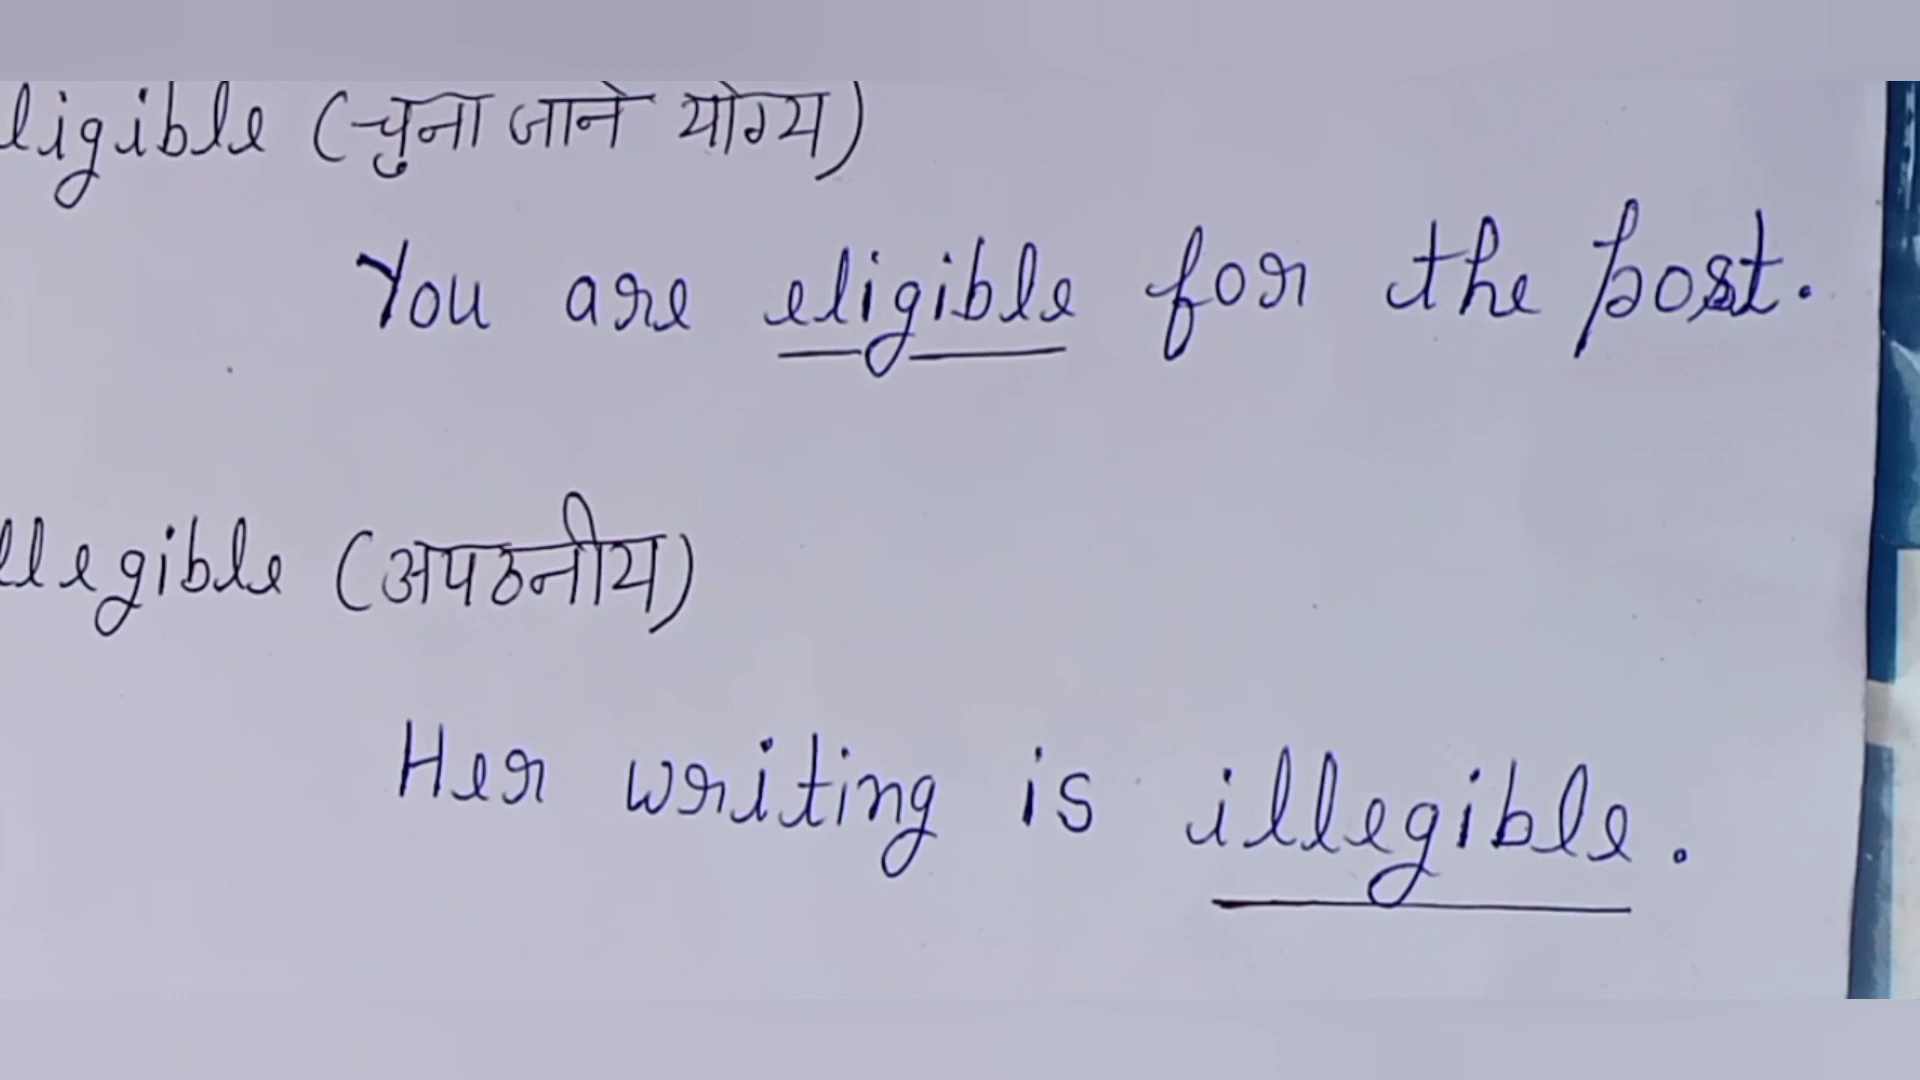 ligible (चुना जाने योग्य)
You are eligible for the post.
llegible (अपठनीय)
Her writing is illegible.